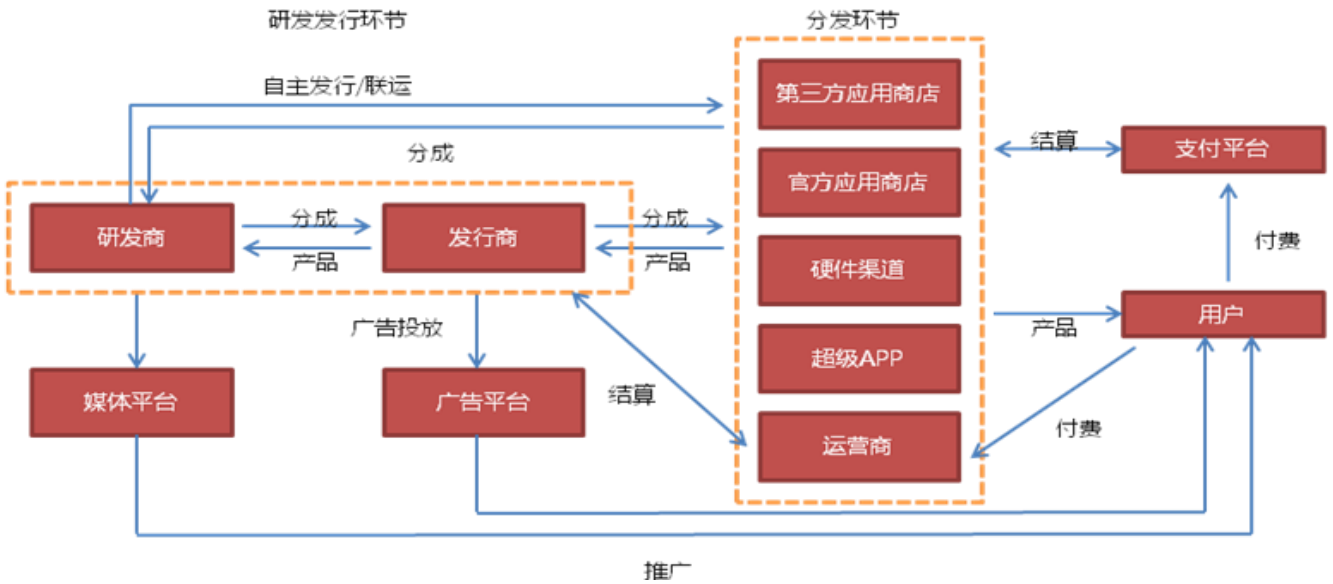 研发发行环节
分发环节
自主发行/联运
第三方应用商店
分成
结算
支付平台
官方应用商店
研发商
分成
产品
发行商
分成
产品
硬件渠道
付费
用户
产品
广告投放
超级APP
媒体平台
广告平台
结算
运营商
付费
推广